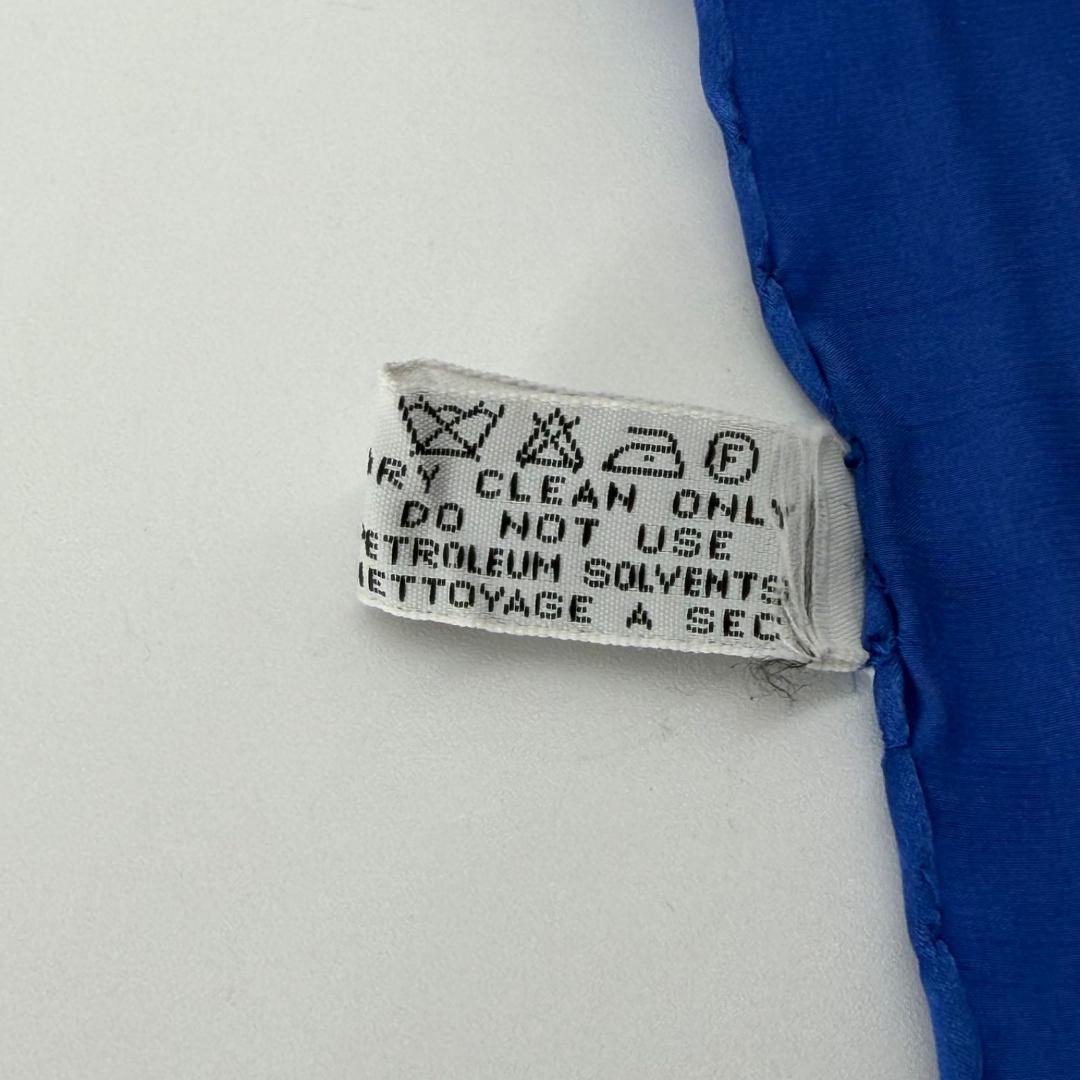 F
DRY CLEAN ONLY
DO NOT USE
PETROLEUM SOLVENTS
NETTOYAGE A SEC